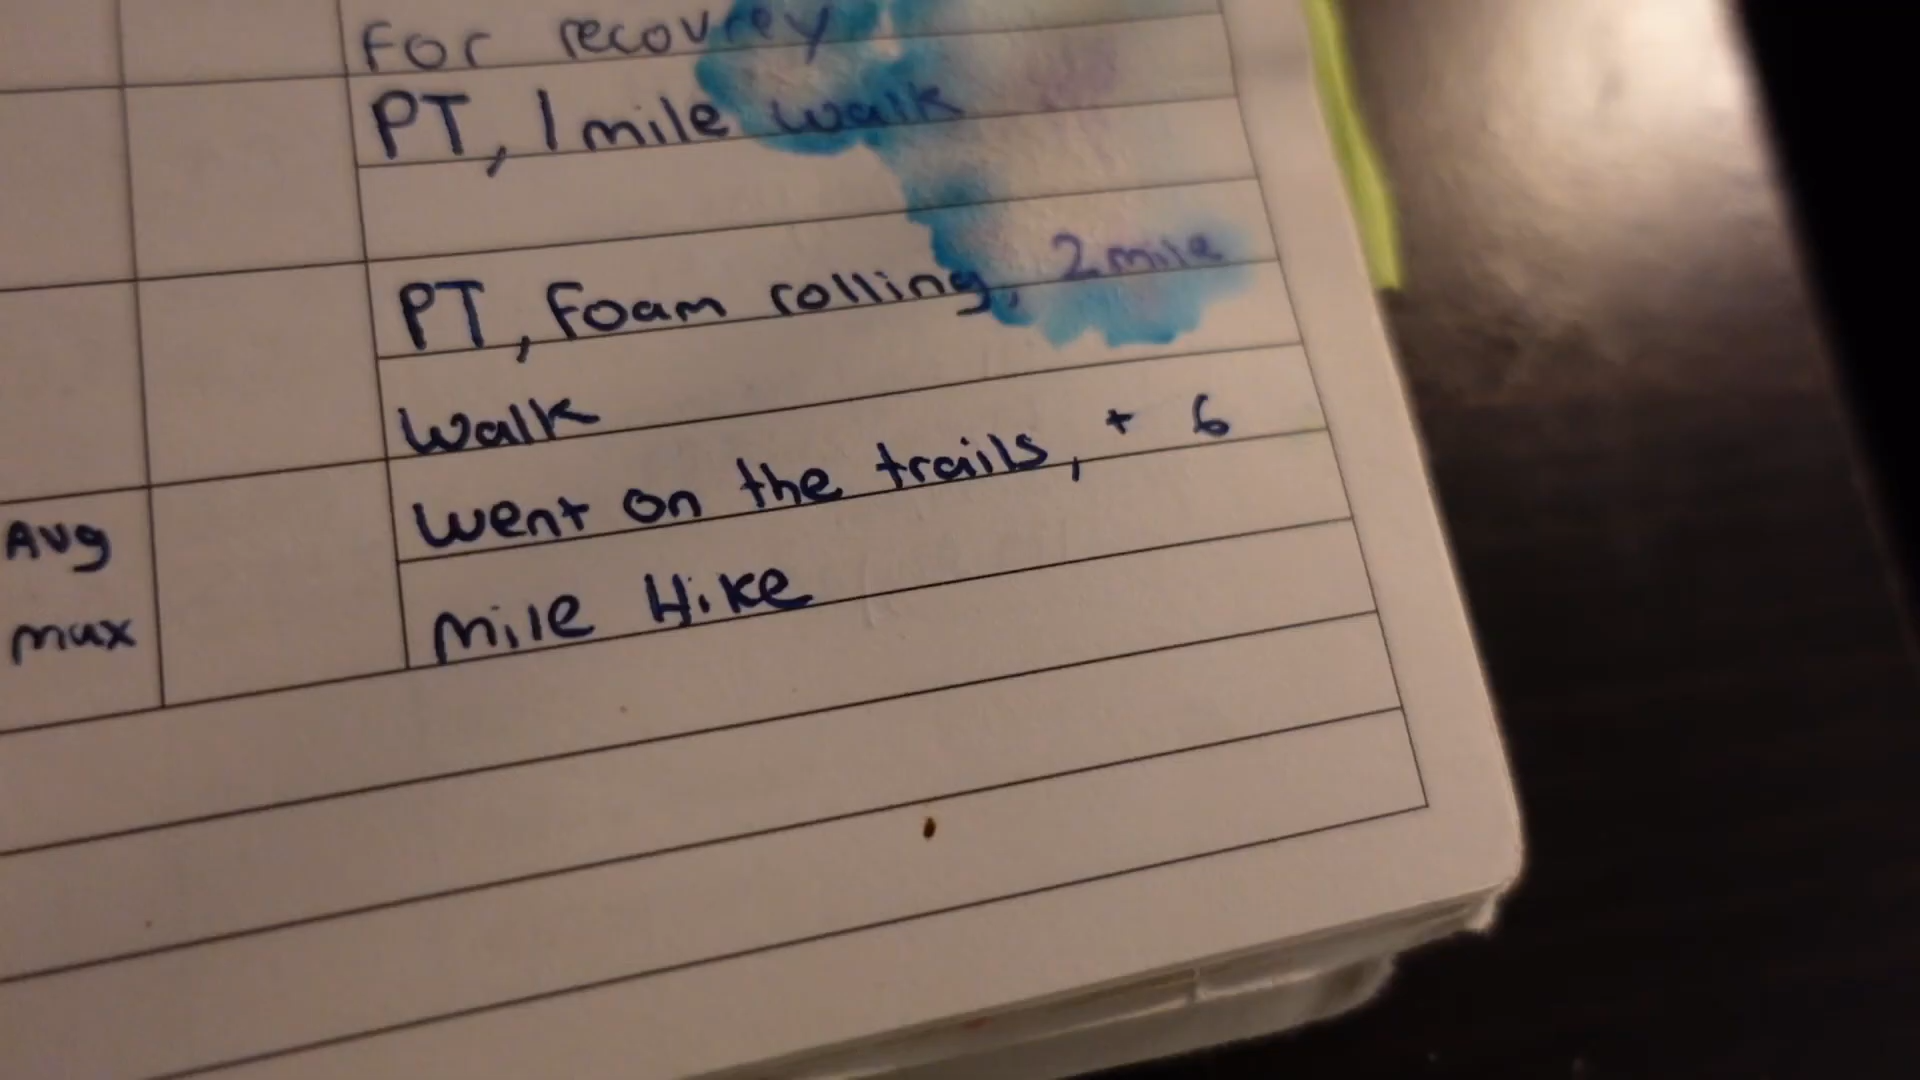 For recovrey
PT, 1 mile walk
PT, Foam rolling, 2 mile
walk
went on the trails, + 6
mile Hike
Avg
max